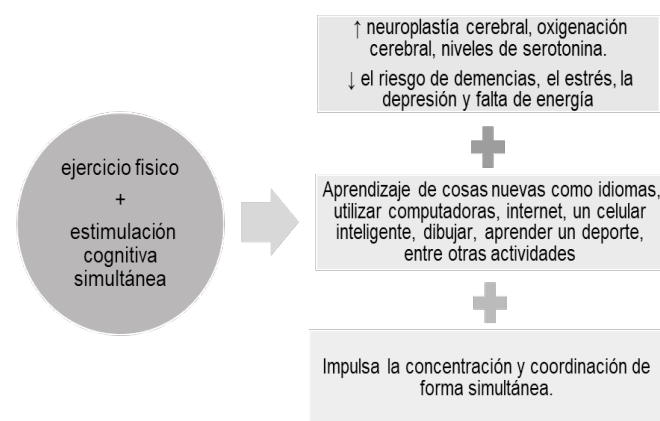 ejercicio fisico
+
estimulación
cognitiva
simultánea
↑ neuroplastía cerebral, oxigenación
cerebral, niveles de serotonina.
↓ el riesgo de demencias, el estrés, la
depresión y falta de energía
Aprendizaje de cosas nuevas como idiomas,
utilizar computadoras, internet, un celular
inteligente, dibujar, aprender un deporte,
entre otras actividades
Impulsa la concentración y coordinación de
forma simultánea.